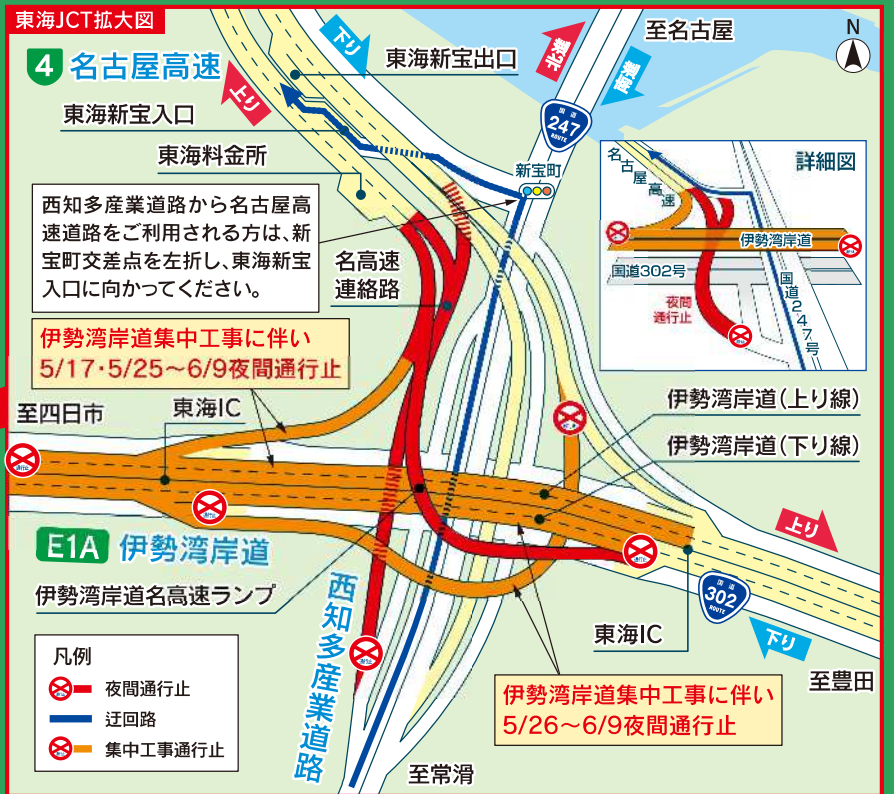 東海JCT拡大図
4 名古屋高速
下り
東海新宝出口
北進
南進
至名古屋
N
上り
東海新宝入口
国道
247
ROUTE
東海料金所
新宝町
詳細図
名古屋高速
伊勢湾岸道
国道302号
夜間
通行止
国道247号
西知多産業道路から名古屋高
速道路をご利用される方は、新
宝町交差点を左折し、東海新宝
入口に向かってください。
名高速
連絡路
伊勢湾岸道集中工事に伴い
5/17・5/25～6/9夜間通行止
至四日市
東海IC
伊勢湾岸道(上り線)
伊勢湾岸道(下り線)
通行止
E1A 伊勢湾岸道
上り
伊勢湾岸道名高速ランプ
西知多産業道路
国道
302
ROUTE
下り
東海IC
至豊田
凡例
夜間通行止
迂回路
集中工事通行止
伊勢湾岸道集中工事に伴い
5/26～6/9夜間通行止
至常滑